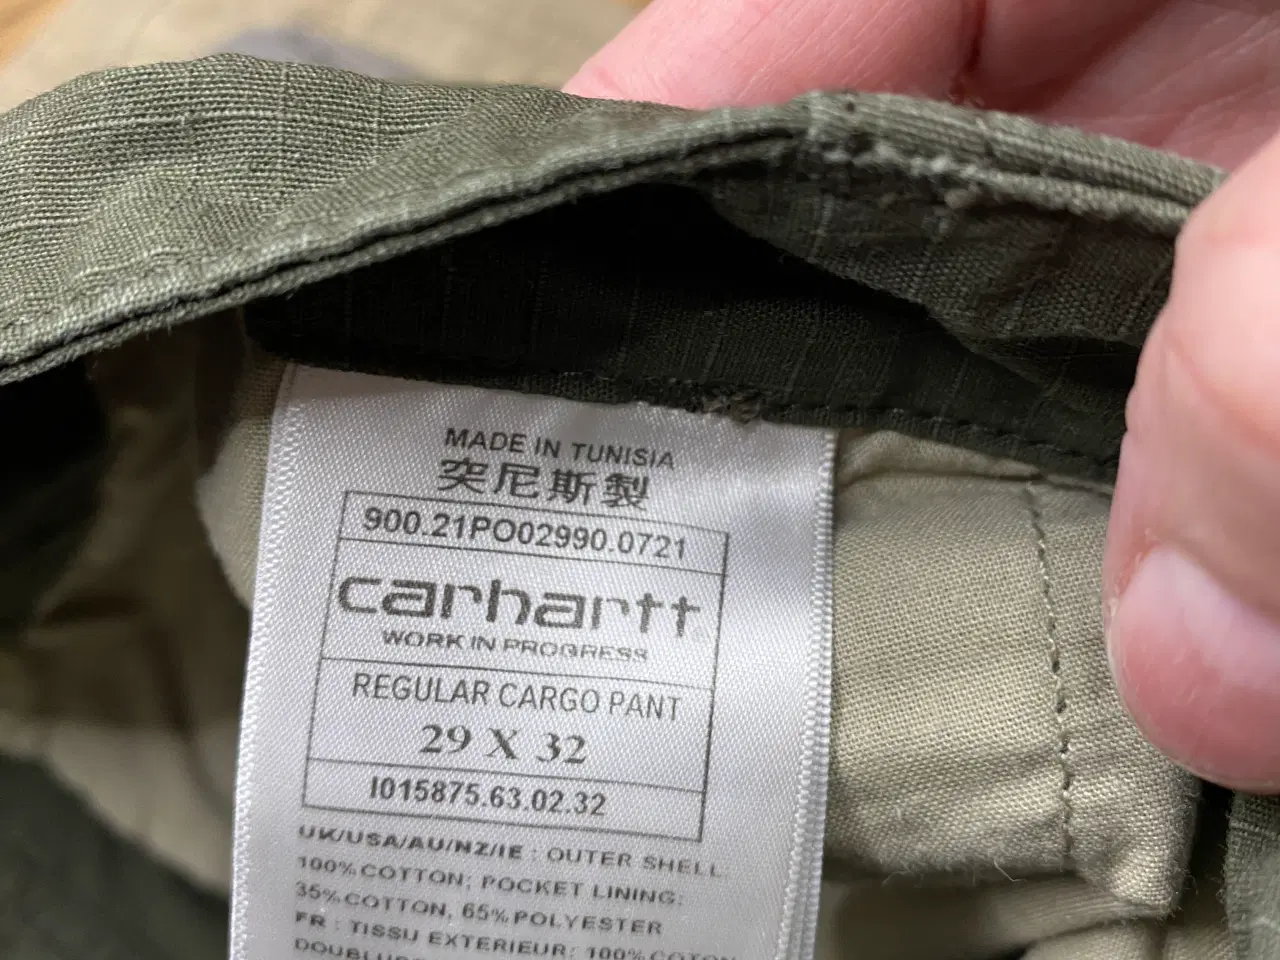 MADE IN TUNISIA
突尼斯製
900.21PO02990.0721
carhartt
WORK IN PROGRESS
REGULAR CARGO PANT
29 X 32
I015875.63.02.32
UK/USA/AU/NZ/IE : OUTER SHELL
100%COTTON; POCKET LINING:
35%COTTON, 65%POLYESTER
FR : TISSU EXTERIEUR: 100%COTON